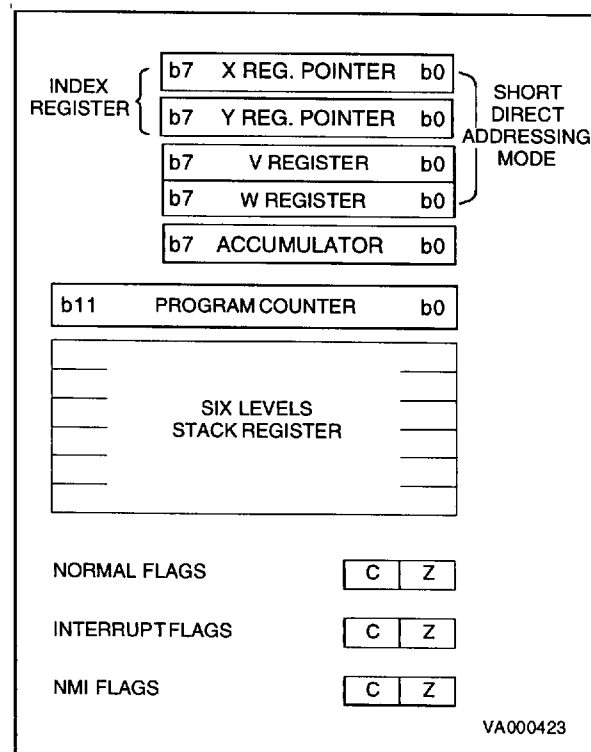 INDEX
REGISTER
b7 X REG. POINTER b0
b7 Y REG. POINTER b0
b7 V REGISTER b0
b7 W REGISTER b0
SHORT
DIRECT
ADDRESSING
MODE
b7 ACCUMULATOR b0
b11 PROGRAM COUNTER b0
SIX LEVELS
STACK REGISTER
NORMAL FLAGS C Z
INTERRUPT FLAGS C Z
NMI FLAGS C Z
VA000423